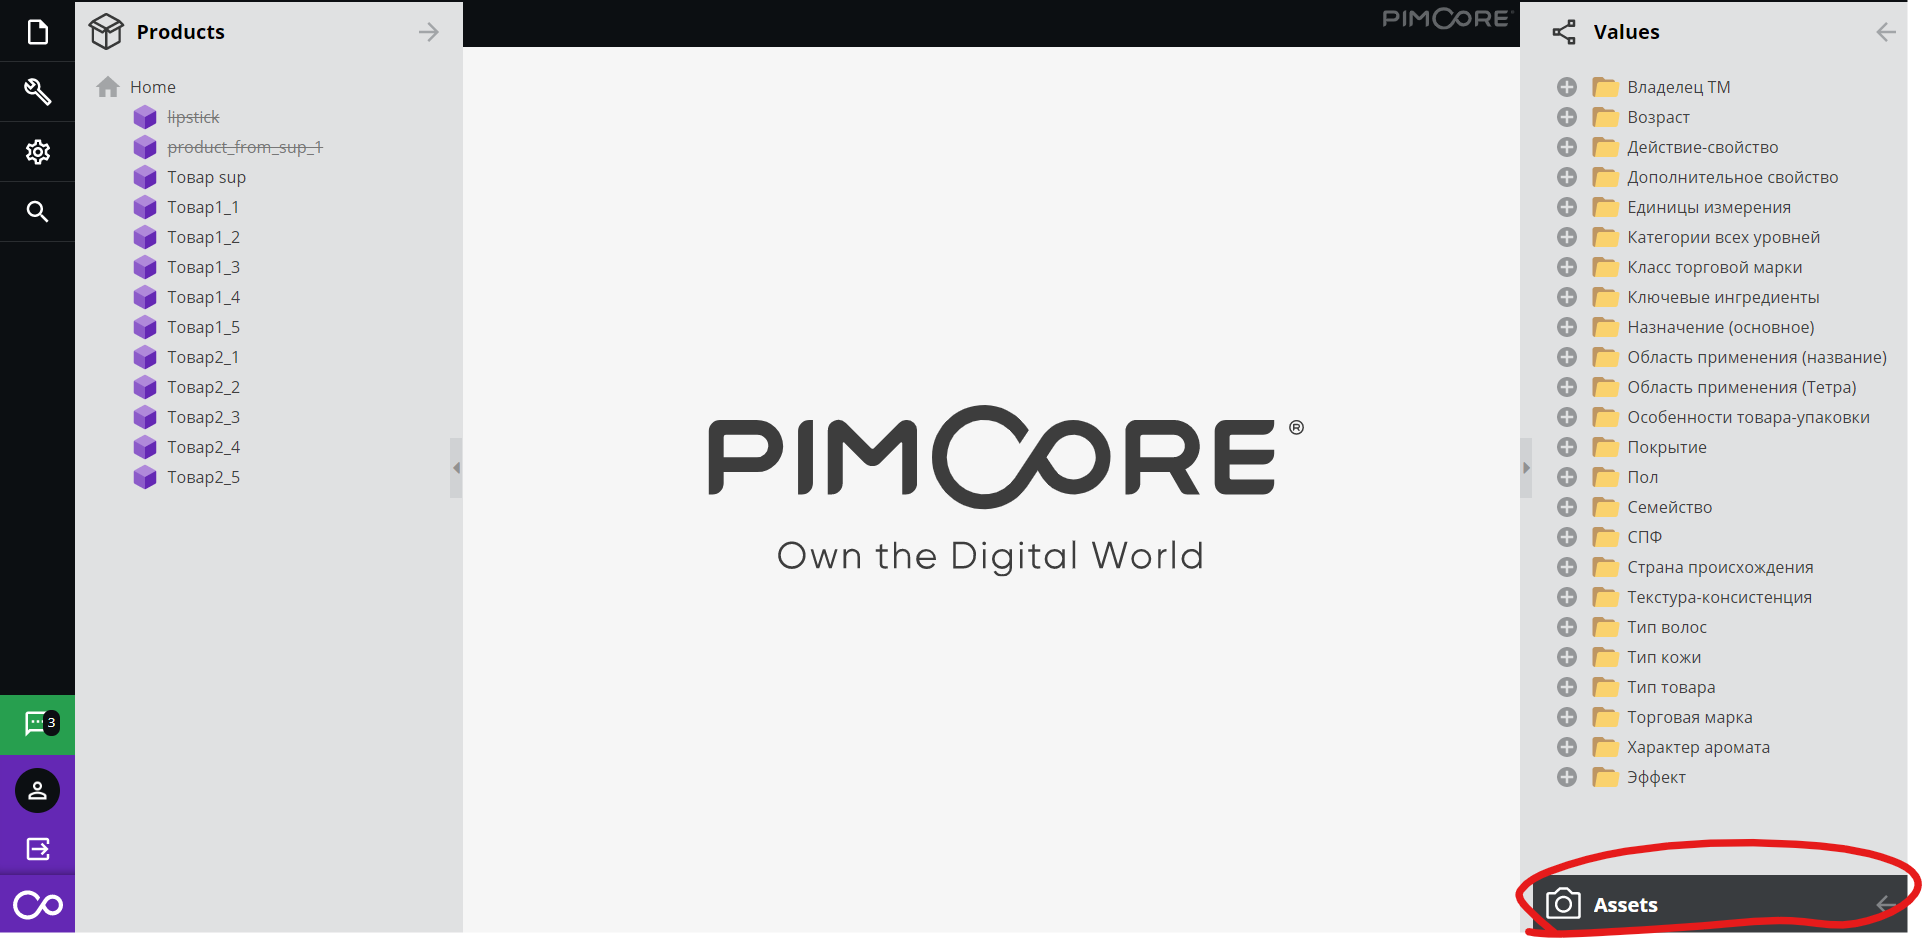 Products
Home
lipstick
product_from_sup_1
Товар sup
Товар1_1
Товар1_2
Товар1_3
Товар1_4
Товар1_5
Товар2_1
Товар2_2
Товар2_3
Товар2_4
Товар2_5
3
PIMCORE
PIMCORE®
Own the Digital World
Values
Владелец ТМ
Возраст
Действие-свойство
Дополнительное свойство
Единицы измерения
Категории всех уровней
Класс торговой марки
Ключевые ингредиенты
Назначение (основное)
Область применения (название)
Область применения (Тетра)
Особенности товара-упаковки
Покрытие
Пол
Семейство
СПФ
Страна происхождения
Текстура-консистенция
Тип волос
Тип кожи
Тип товара
Торговая марка
Характер аромата
Эффект
Assets